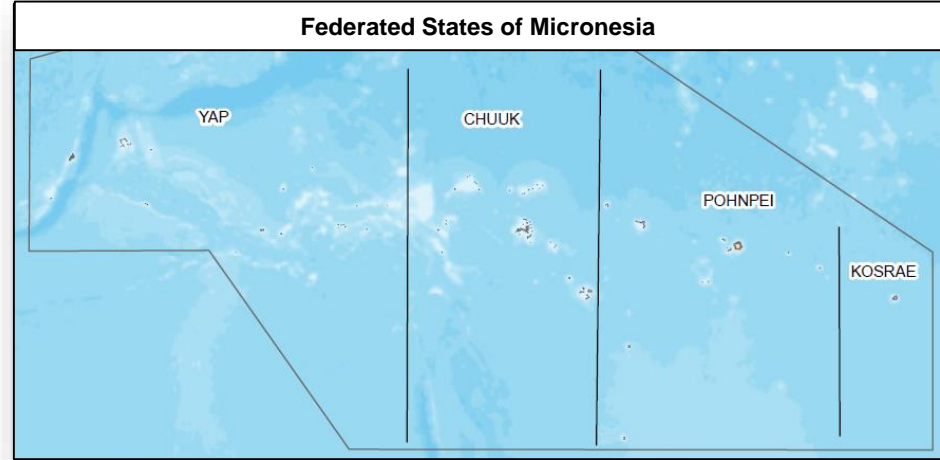 Federated States of Micronesia
YAP
CHUUK
POHNPEI
KOSRAE